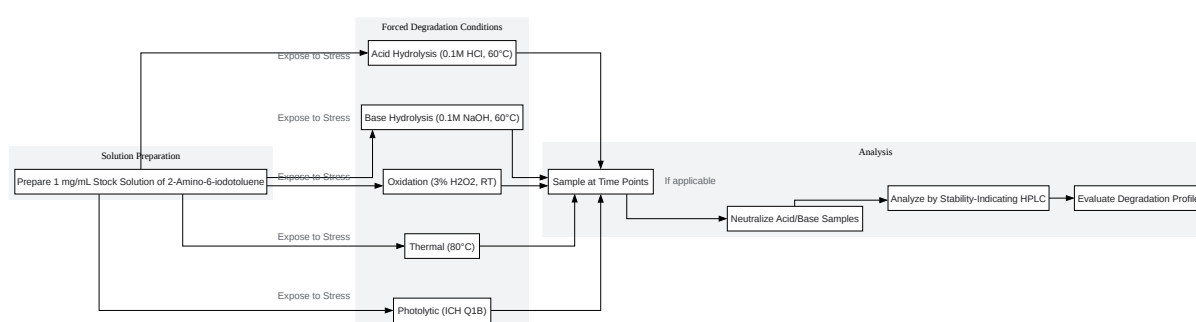 Forced Degradation Conditions
Expose to Stress
Acid Hydrolysis (0.1M HCl, 60°C)
Expose to Stress
Base Hydrolysis (0.1M NaOH, 60°C)
Solution Preparation
Analysis
Prepare 1 mg/mL Stock Solution of 2-Amino-6-iodotoluene
Expose to Stress
Oxidation (3% H2O2, RT)
Sample at Time Points
If applicable
Analyze by Stability-Indicating HPLC
Evaluate Degradation Profile
Neutralize Acid/Base Samples
Expose to Stress
Thermal (80°C)
Expose to Stress
Photolytic (ICH Q1B)